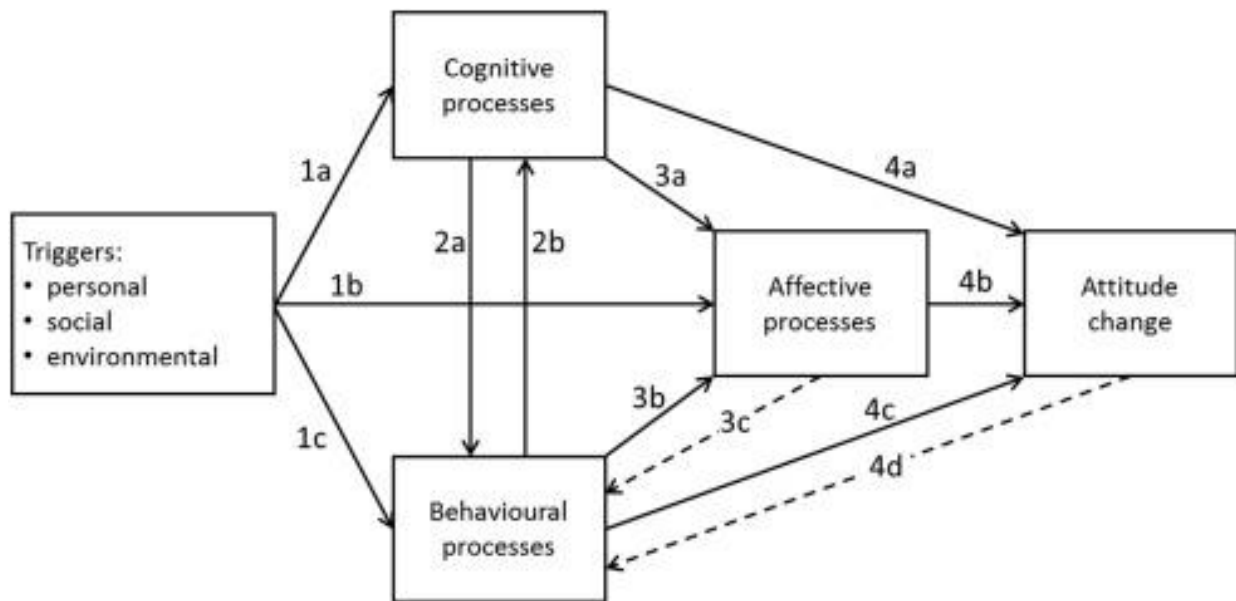 Cognitive
processes
1a
3a
4a
Triggers:
• personal
• social
• environmental
2a
2b
1b
Affective
processes
4b
Attitude
change
1c
3b
3c
4c
4d
Behavioural
processes